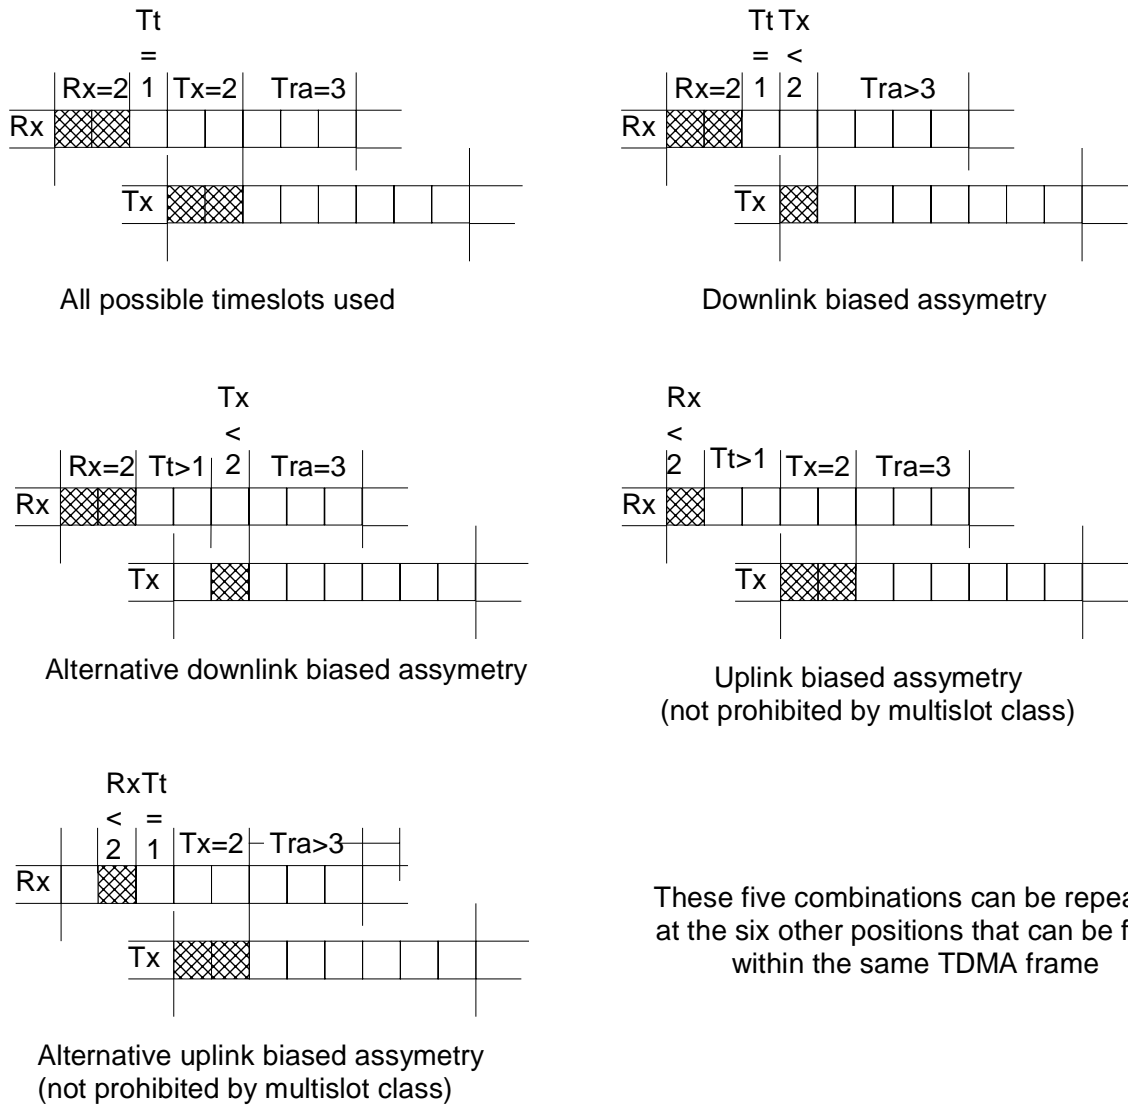 Tt
=
Rx=2 1 Tx=2 Tra=3
Rx
Tx
All possible timeslots used
Tt Tx
= <
Rx=2 1 2 Tra>3
Rx
Tx
Downlink biased assymetry
Tx
<
Rx=2 Tt>1 2 Tra=3
Rx
Tx
Alternative downlink biased assymetry
Rx
<
2 Tt>1 Tx=2 Tra=3
Rx
Tx
Uplink biased assymetry
(not prohibited by multislot class)
RxTt
< =
2 1 Tx=2 Tra>3
Rx
Tx
Alternative uplink biased assymetry
(not prohibited by multislot class)
These five combinations can be
at the six other positions that can be
within the same TDMA frame